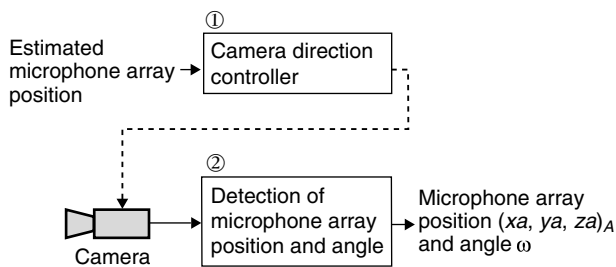 ①
Estimated
microphone array
position
Camera direction
controller
②
Camera
Detection of
microphone array
position and angle
Microphone array
position (xa, ya, za)A
and angle ω